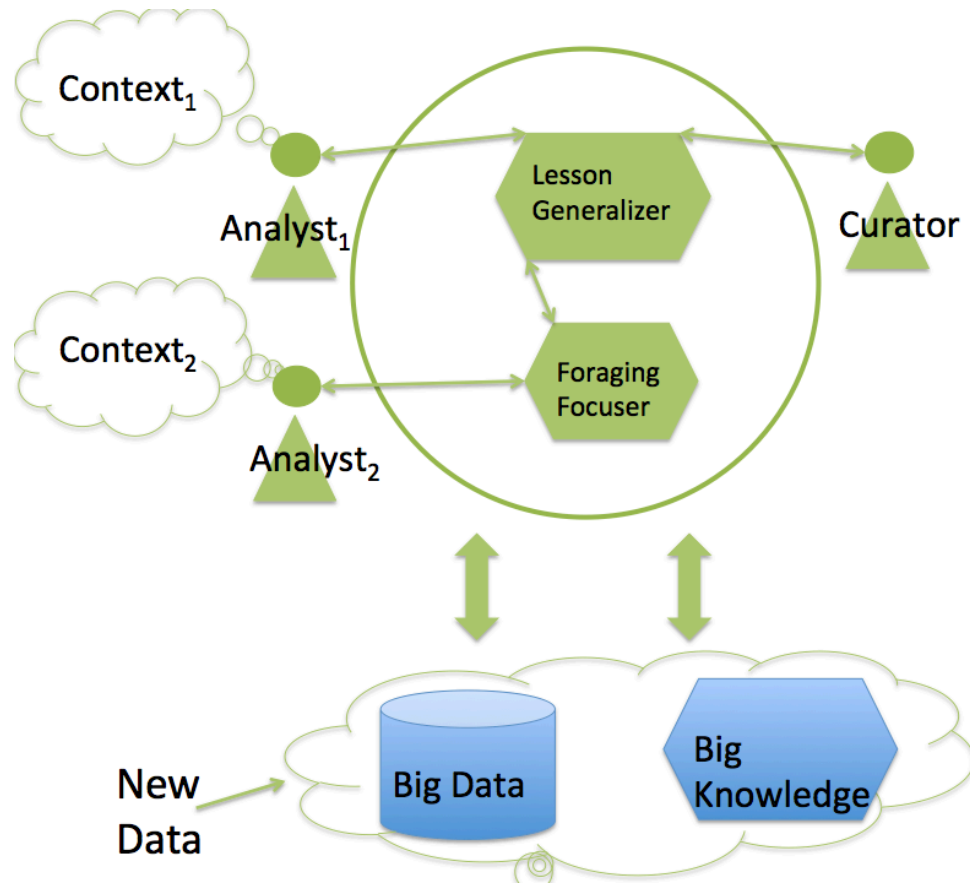 Context₁
Lesson
Generalizer
Analyst₁
Curator
Context₂
Foraging
Focuser
Analyst₂
Big Data
Big
Knowledge
New
Data